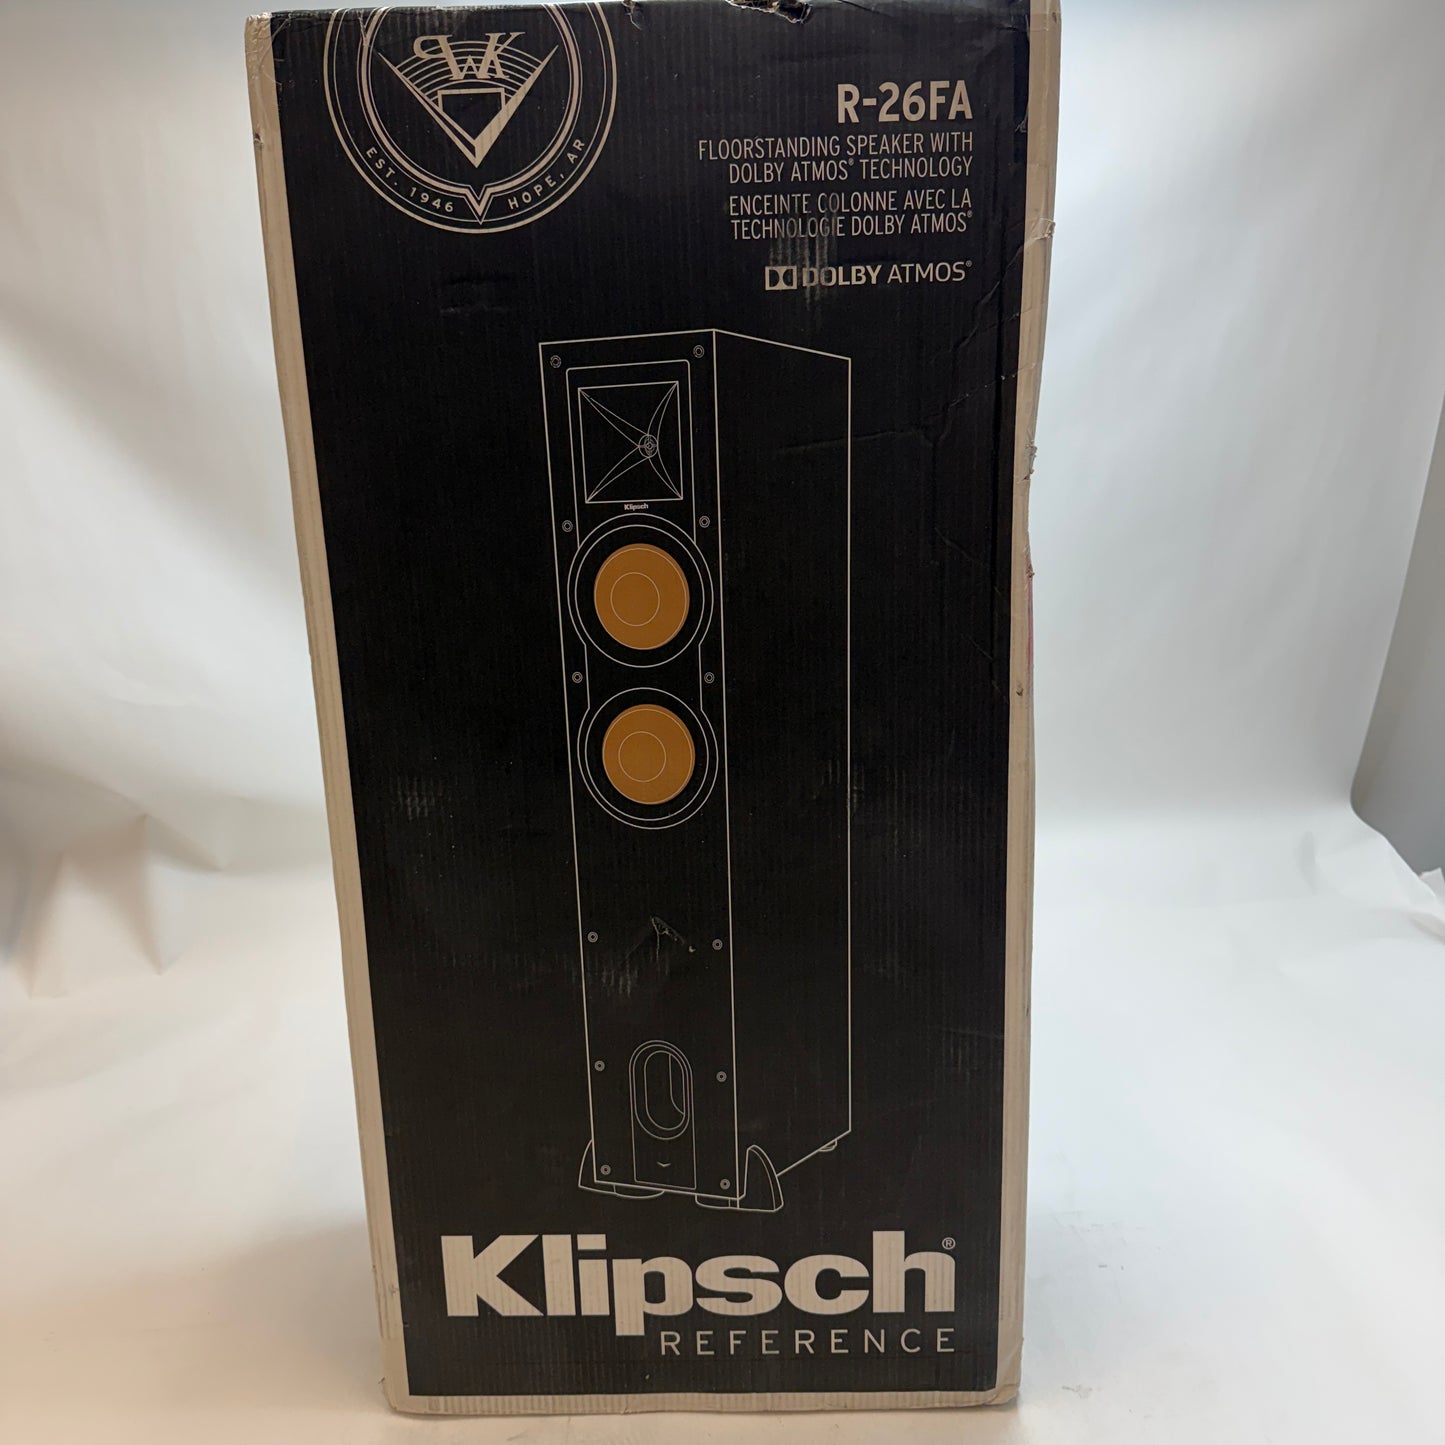 PWK
EST. 1946 HOPE, AR
R-26FA
FLOORSTANDING SPEAKER WITH
DOLBY ATMOS® TECHNOLOGY
ENCEINTE COLONNE AVEC LA
TECHNOLOGIE DOLBY ATMOS®
DOLBY ATMOS®
Klipsch
Klipsch®
REFERENCE